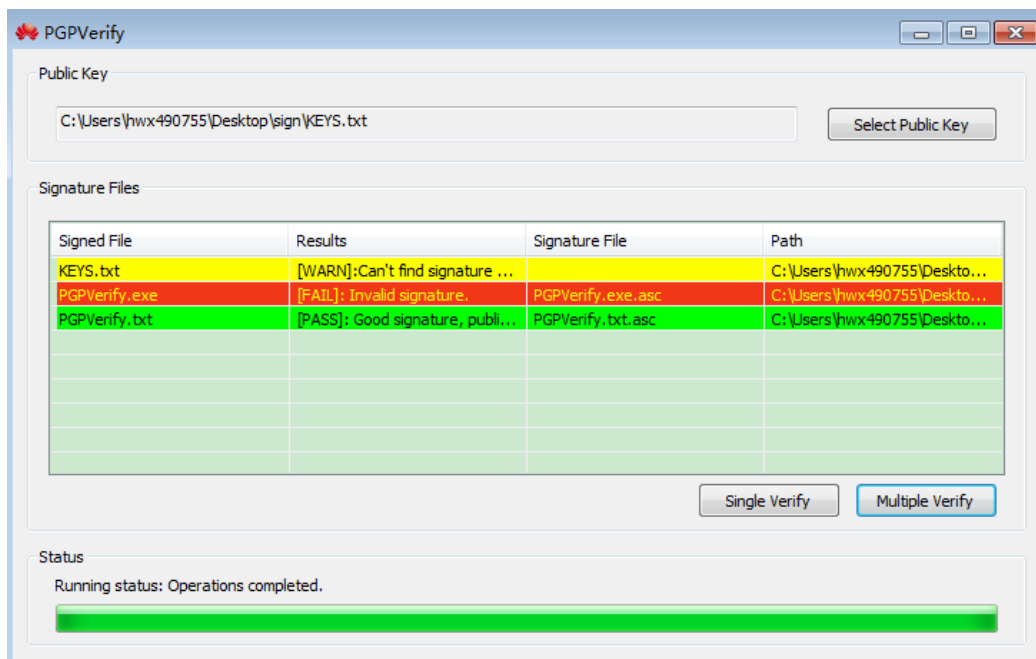 PGPVerify
Public Key
C:\Users\hwx490755\Desktop\sign\KEYS.txt
Select Public Key
Signature Files
Signed File Results Signature File Path
KEYS.txt [WARN]:Can't find signature ... C:\Users\hwx490755\Deskto...
PGPVerify.exe [FAIL]: Invalid signature. PGPVerify.exe.asc C:\Users\hwx490755\Deskto...
PGPVerify.txt [PASS]: Good signature, publi... PGPVerify.txt.asc C:\Users\hwx490755\Deskto...
Single Verify Multiple Verify
Status
Running status: Operations completed.